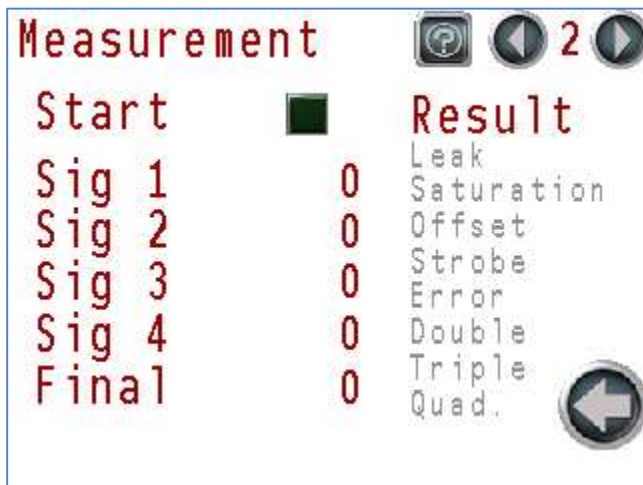 Measurement
?
2
Start
Sig 1 0
Sig 2 0
Sig 3 0
Sig 4 0
Final 0
Result
Leak
Saturation
Offset
Strobe
Error
Double
Triple
Quad.